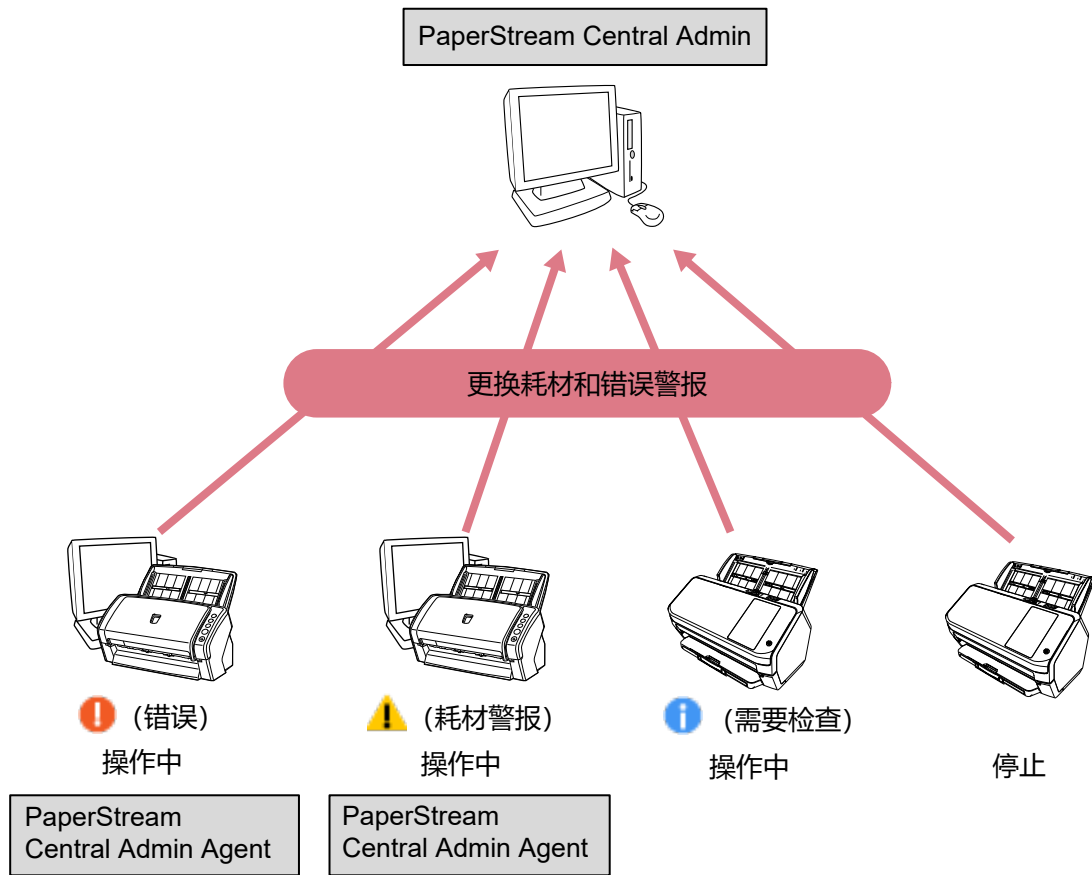 PaperStream Central Admin
更换耗材和错误警报
(错误)
操作中
(耗材警报)
操作中
(需要检查)
操作中
停止
PaperStream
Central Admin Agent
PaperStream
Central Admin Agent